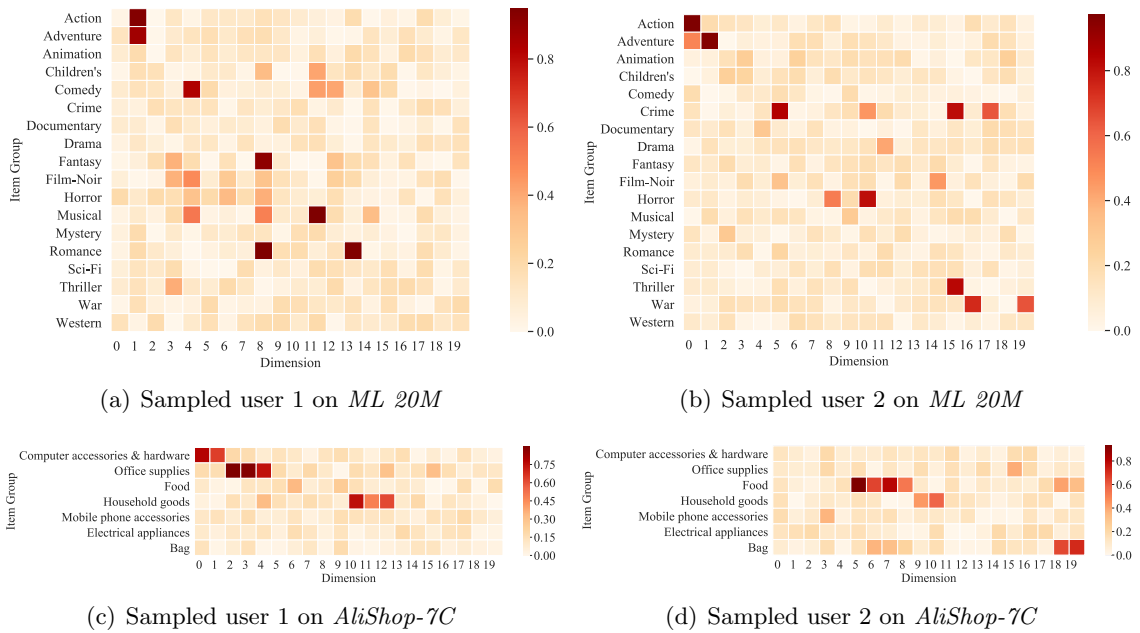 Action
Adventure
Animation
Children's
Comedy
Crime
Documentary
Drama
Fantasy
Film-Noir
Horror
Musical
Mystery
Romance
Sci-Fi
Thriller
War
Western
Item Group
0 1 2 3 4 5 6 7 8 9 10 11 12 13 14 15 16 17 18 19
Dimension
0.8
0.6
0.4
0.2
0.0
(a) Sampled user 1 on ML 20M
Action
Adventure
Animation
Children's
Comedy
Crime
Documentary
Drama
Fantasy
Film-Noir
Horror
Musical
Mystery
Romance
Sci-Fi
Thriller
War
Western
Item Group
0 1 2 3 4 5 6 7 8 9 10 11 12 13 14 15 16 17 18 19
Dimension
0.8
0.6
0.4
0.2
0.0
(b) Sampled user 2 on ML 20M
Computer accessories & hardware
Office supplies
Food
Household goods
Mobile phone accessories
Electrical appliances
Bag
Item Group
0 1 2 3 4 5 6 7 8 9 10 11 12 13 14 15 16 17 18 19
Dimension
0.75
0.60
0.45
0.30
0.15
0.00
(c) Sampled user 1 on AliShop-7C
Computer accessories & hardware
Office supplies
Food
Household goods
Mobile phone accessories
Electrical appliances
Bag
Item Group
0 1 2 3 4 5 6 7 8 9 10 11 12 13 14 15 16 17 18 19
Dimension
0.8
0.6
0.4
0.2
0.0
(d) Sampled user 2 on AliShop-7C